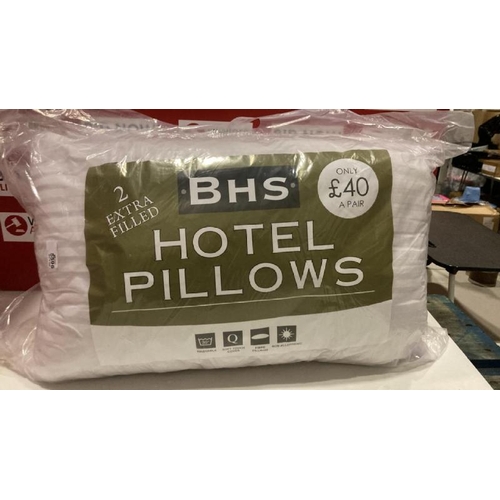 2
EXTRA
FILLED
·BHS·
ONLY
£40
A PAIR
HOTEL
PILLOWS